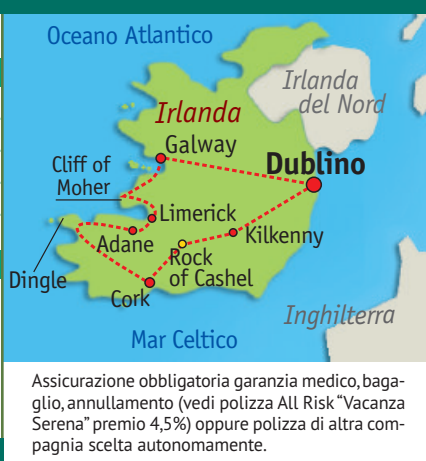 Oceano Atlantico
Irlanda
del Nord
Irlanda
Galway
Dublino
Cliff of
Moher
Limerick
Adane
Kilkenny
Rock
of Cashel
Dingle
Cork
Inghilterra
Mar Celtico
Assicurazione obbligatoria garanzia medico, baga-
glio, annullamento (vedi polizza All Risk “Vacanza
Serena” premio 4,5%) oppure polizza di altra com-
pagnia scelta autonomamente.